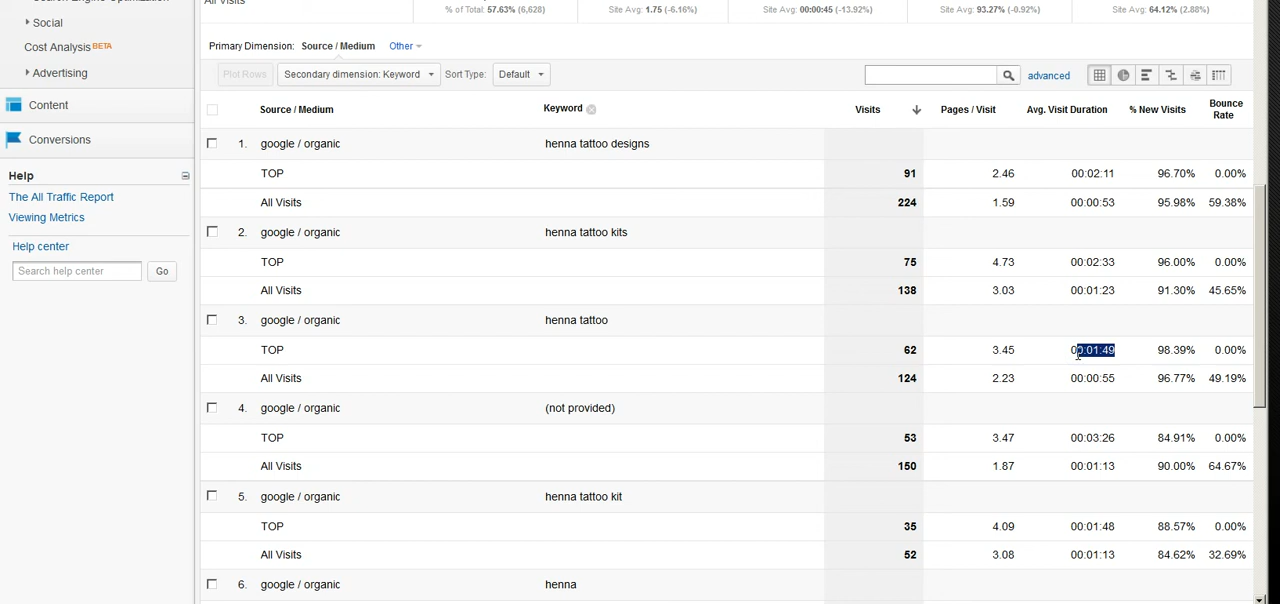 Social
Cost Analysis BETA
Advertising
Content
Conversions
Help
The All Traffic Report
Viewing Metrics
Help center
Search help center Go
All Visits
% of Total: 57.63% (6,628) Site Avg: 1.75 (-6.16%) Site Avg: 00:00:45 (-13.92%) Site Avg: 93.27% (-0.92%) Site Avg: 64.12% (2.88%)
Primary Dimension: Source / Medium Other
Plot Rows Secondary dimension: Keyword Sort Type: Default advanced
Source / Medium Keyword Visits Pages / Visit Avg. Visit Duration % New Visits Bounce Rate
1. google / organic henna tattoo designs
TOP 91 2.46 00:02:11 96.70% 0.00%
All Visits 224 1.59 00:00:53 95.98% 59.38%
2. google / organic henna tattoo kits
TOP 75 4.73 00:02:33 96.00% 0.00%
All Visits 138 3.03 00:01:23 91.30% 45.65%
3. google / organic henna tattoo
TOP 62 3.45 00:01:49 98.39% 0.00%
All Visits 124 2.23 00:00:55 96.77% 49.19%
4. google / organic (not provided)
TOP 53 3.47 00:03:26 84.91% 0.00%
All Visits 150 1.87 00:01:13 90.00% 64.67%
5. google / organic henna tattoo kit
TOP 35 4.09 00:01:48 88.57% 0.00%
All Visits 52 3.08 00:01:13 84.62% 32.69%
6. google / organic henna